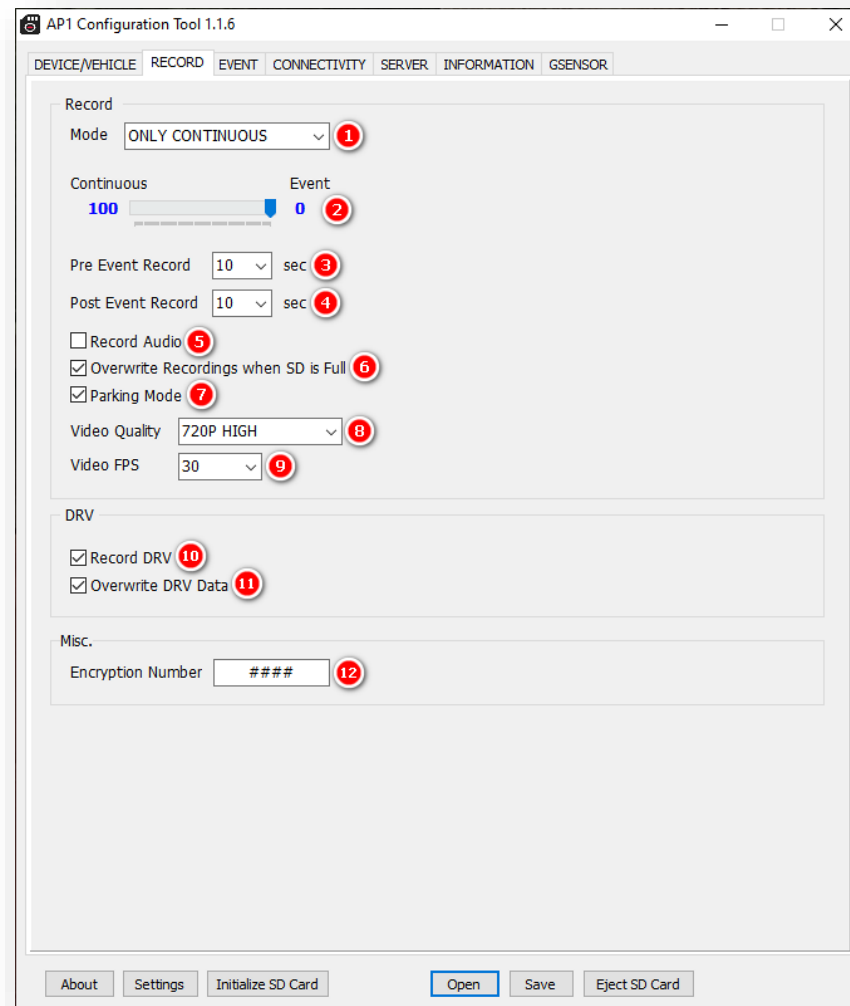 AP1 Configuration Tool 1.1.6
DEVICE/VEHICLE RECORD EVENT CONNECTIVITY SERVER INFORMATION GSENSOR
Record
Mode ONLY CONTINUOUS 1
Continuous Event
100 0 2
Pre Event Record 10 sec 3
Post Event Record 10 sec 4
Record Audio 5
Overwrite Recordings when SD is Full 6
Parking Mode 7
Video Quality 720P HIGH 8
Video FPS 30 9
DRV
Record DRV 10
Overwrite DRV Data 11
Misc.
Encryption Number #### 12
About Settings Initialize SD Card Open Save Eject SD Card